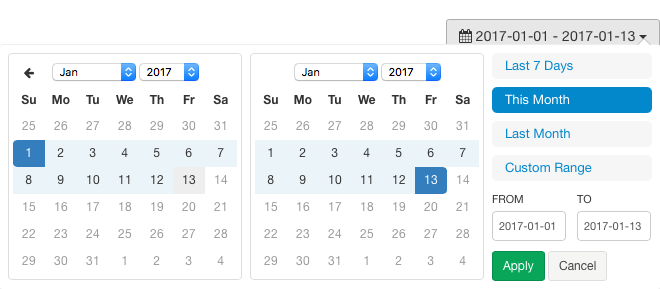 2017-01-01 - 2017-01-13
Jan 2017
Su Mo Tu We Th Fr Sa
25 26 27 28 29 30 31
1 2 3 4 5 6 7
8 9 10 11 12 13 14
15 16 17 18 19 20 21
22 23 24 25 26 27 28
29 30 31 1 2 3 4
Jan 2017
Su Mo Tu We Th Fr Sa
25 26 27 28 29 30 31
1 2 3 4 5 6 7
8 9 10 11 12 13 14
15 16 17 18 19 20 21
22 23 24 25 26 27 28
29 30 31 1 2 3 4
Last 7 Days
This Month
Last Month
Custom Range
FROM TO
2017-01-01 2017-01-13
Apply Cancel